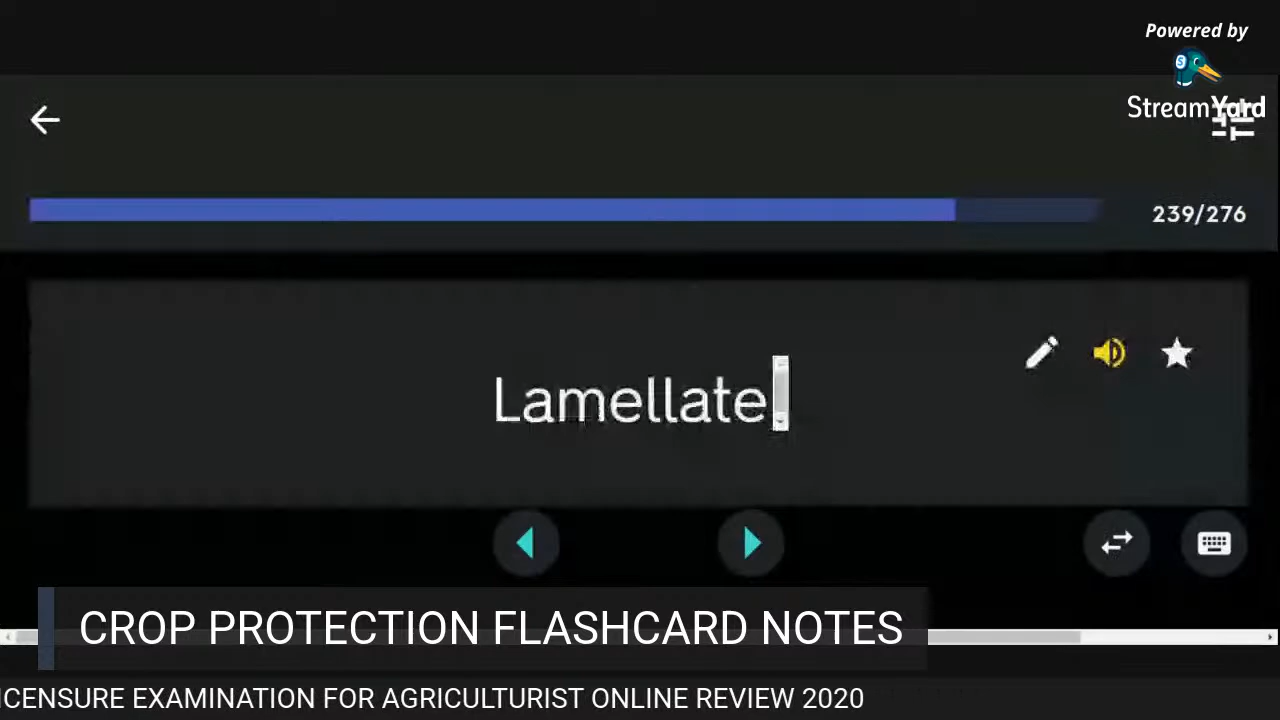 Powered by
StreamYard
239/276
Lamellate
CROP PROTECTION FLASHCARD NOTES
ICENSURE EXAMINATION FOR AGRICULTURIST ONLINE REVIEW 2020